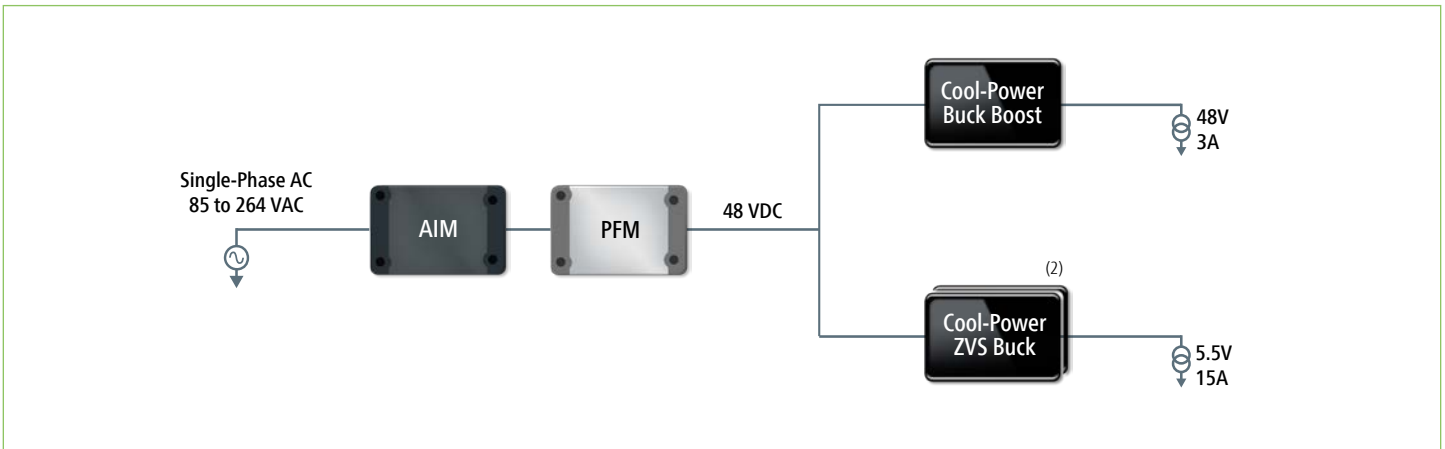 Single-Phase AC
85 to 264 VAC
AIM
PFM
48 VDC
Cool-Power
Buck Boost
48V
3A
(2)
Cool-Power
ZVS Buck
5.5V
15A